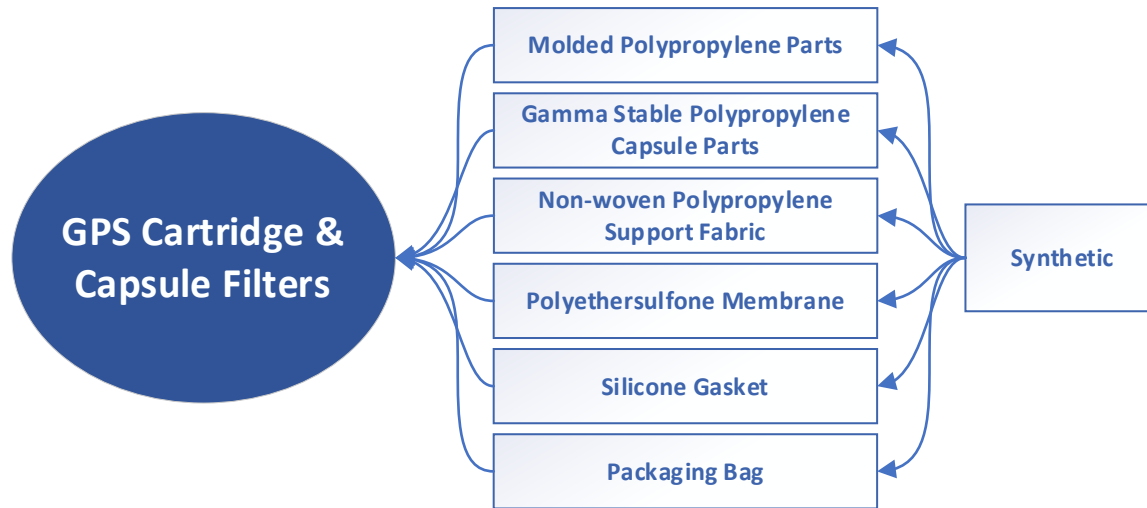 GPS Cartridge &
Capsule Filters
Molded Polypropylene Parts
Gamma Stable Polypropylene
Capsule Parts
Non-woven Polypropylene
Support Fabric
Polyethersulfone Membrane
Silicone Gasket
Packaging Bag
Synthetic